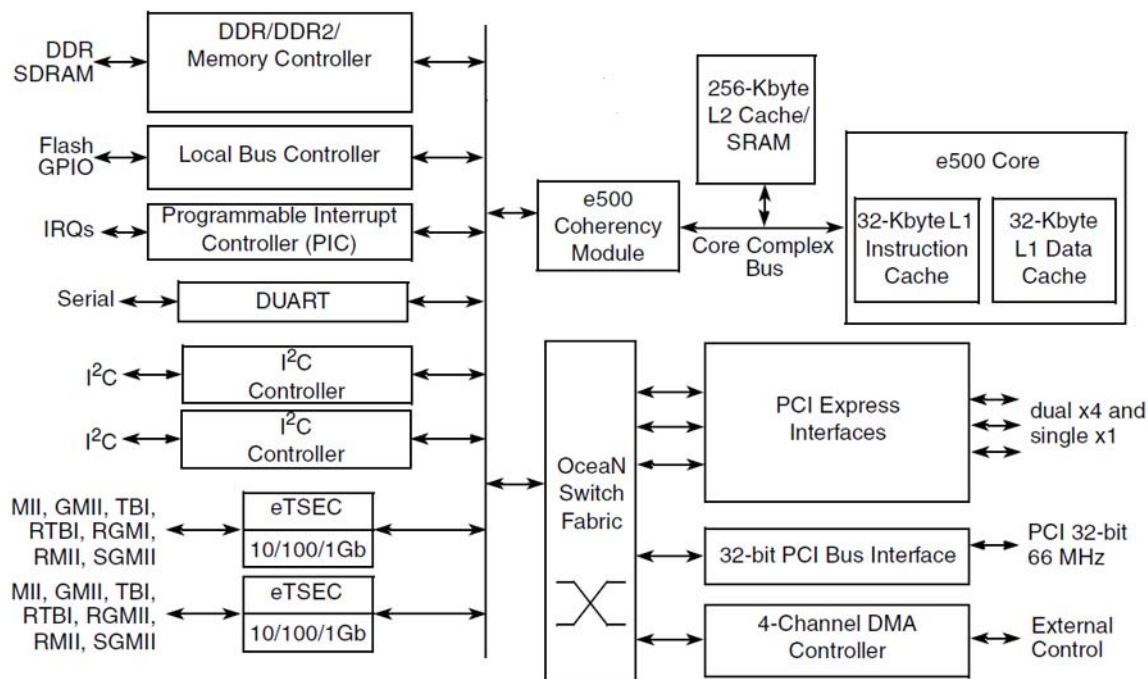 DDR
SDRAM
DDR/DDR2/
Memory Controller
Flash
GPIO
Local Bus Controller
IRQs
Programmable Interrupt
Controller (PIC)
Serial
DUART
I²C
I²C
Controller
I²C
I²C
Controller
MII, GMII, TBI,
RTBI, RGMI,
RMII, SGMII
eTSEC
10/100/1Gb
MII, GMII, TBI,
RTBI, RGMII,
RMII, SGMII
eTSEC
10/100/1Gb
e500
Coherency
Module
256-Kbyte
L2 Cache/
SRAM
Core Complex
Bus
e500 Core
32-Kbyte L1
Instruction
Cache
32-Kbyte
L1 Data
Cache
OceaN
Switch
Fabric
PCI Express
Interfaces
dual x4 and
single x1
32-bit PCI Bus Interface
PCI 32-bit
66 MHz
4-Channel DMA
Controller
External
Control